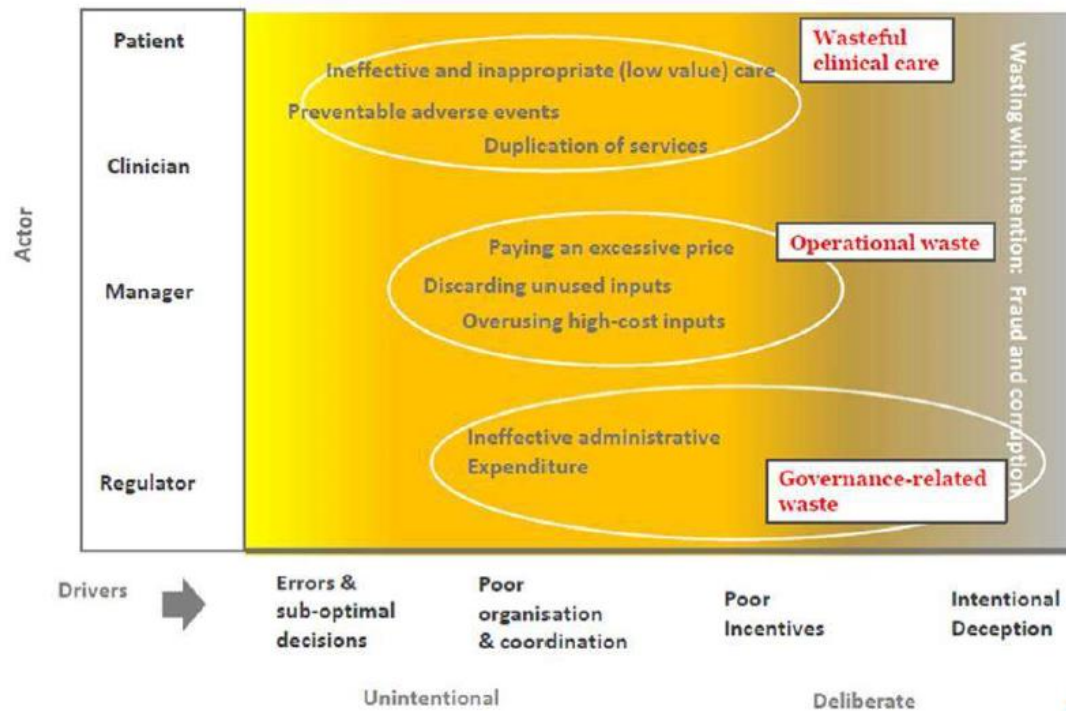 Patient
Wasteful
clinical care
Ineffective and inappropriate (low value) care
Preventable adverse events
Duplication of services
Clinician
Actor
Paying an excessive price
Operational waste
Manager
Discarding unused inputs
Overusing high-cost inputs
Wasting with intention: Fraud and corruption
Ineffective administrative
Expenditure
Regulator
Governance-related
waste
Drivers
Errors &
sub-optimal
decisions
Poor
organisation
& coordination
Poor
Incentives
Intentional
Deception
Unintentional
Deliberate